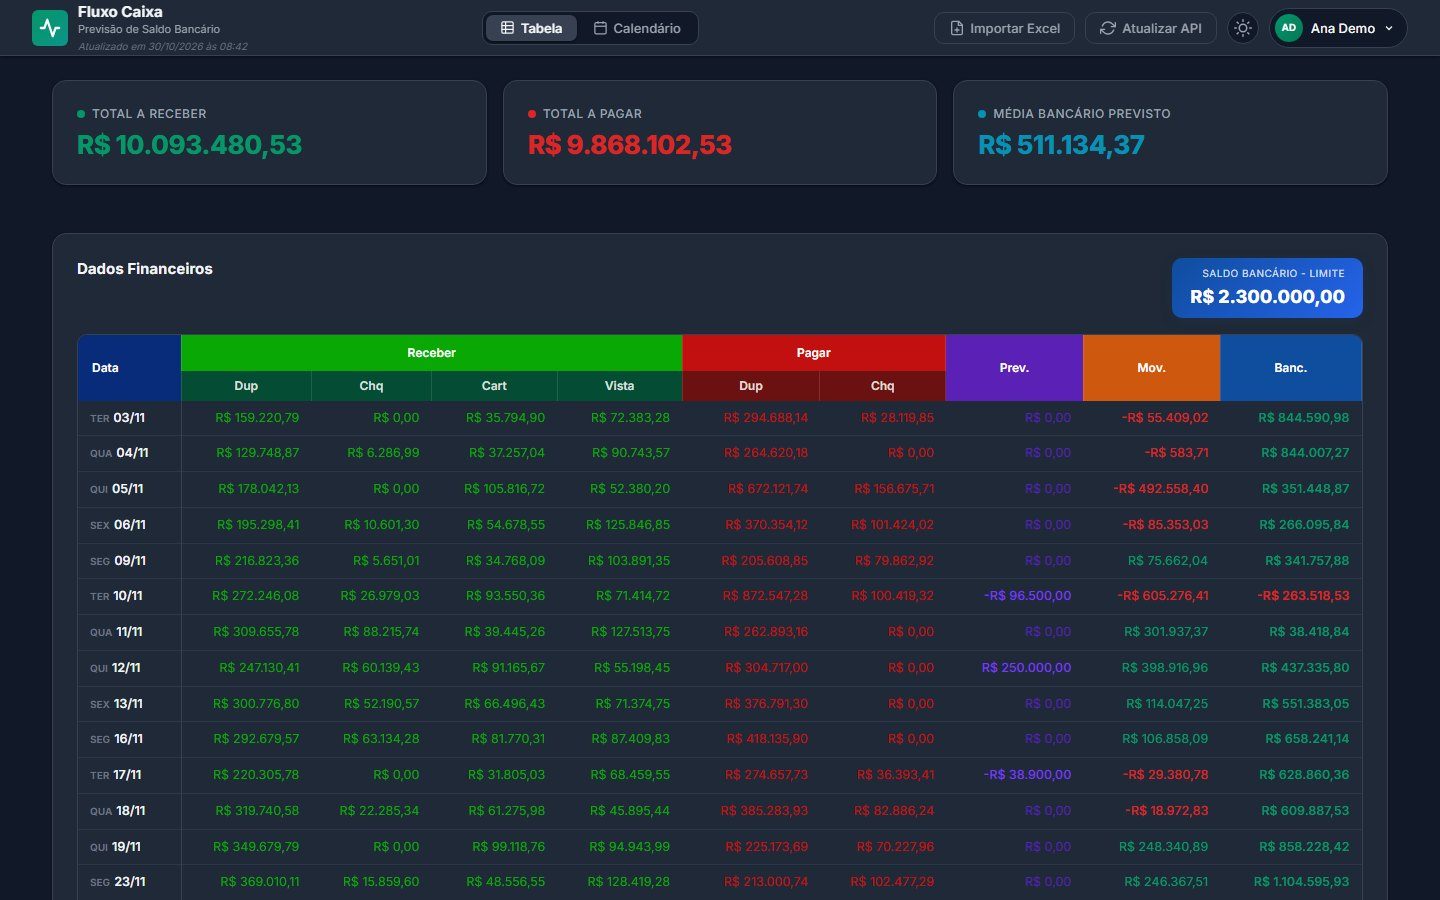 Fluxo Caixa
Previsão de Saldo Bancário
Atualizado em 30/10/2026 às 08:42
Tabela
Calendário
Importar Excel
Atualizar API
AD
Ana Demo
TOTAL A RECEBER
R$ 10.093.480,53
TOTAL A PAGAR
R$ 9.868.102,53
MÉDIA BANCÁRIO PREVISTO
R$ 511.134,37
Dados Financeiros
SALDO BANCÁRIO - LIMITE
R$ 2.300.000,00
Data Receber Pagar Prev. Mov. Banc.
Dup Chq Cart Vista Dup Chq
TER 03/11 R$ 159.220,79 R$ 0,00 R$ 35.794,90 R$ 72.383,28 R$ 294.688,14 R$ 28.119,85 R$ 0,00 -R$ 55.409,02 R$ 844.590,98
QUA 04/11 R$ 129.748,87 R$ 6.286,99 R$ 37.257,04 R$ 90.743,57 R$ 264.620,18 R$ 0,00 R$ 0,00 -R$ 583,71 R$ 844.007,27
QUI 05/11 R$ 178.042,13 R$ 0,00 R$ 105.816,72 R$ 52.380,20 R$ 672.121,74 R$ 156.675,71 R$ 0,00 -R$ 492.558,40 R$ 351.448,87
SEX 06/11 R$ 195.298,41 R$ 10.601,30 R$ 54.678,55 R$ 125.846,85 R$ 370.354,12 R$ 101.424,02 R$ 0,00 -R$ 85.353,03 R$ 266.095,84
SEG 09/11 R$ 216.823,36 R$ 5.651,01 R$ 34.768,09 R$ 103.891,35 R$ 205.608,85 R$ 79.862,92 R$ 0,00 R$ 75.662,04 R$ 341.757,88
TER 10/11 R$ 272.246,08 R$ 26.979,03 R$ 93.550,36 R$ 71.414,72 R$ 872.547,28 R$ 100.419,32 -R$ 96.500,00 -R$ 605.276,41 -R$ 263.518,53
QUA 11/11 R$ 309.655,78 R$ 88.215,74 R$ 39.445,26 R$ 127.513,75 R$ 262.893,16 R$ 0,00 R$ 0,00 R$ 301.937,37 R$ 38.418,84
QUI 12/11 R$ 247.130,41 R$ 60.139,43 R$ 91.165,67 R$ 55.198,45 R$ 304.717,00 R$ 0,00 R$ 250.000,00 R$ 398.916,96 R$ 437.335,80
SEX 13/11 R$ 300.776,80 R$ 52.190,57 R$ 66.496,43 R$ 71.374,75 R$ 376.791,30 R$ 0,00 R$ 0,00 R$ 114.047,25 R$ 551.383,05
SEG 16/11 R$ 292.679,57 R$ 63.134,28 R$ 81.770,31 R$ 87.409,83 R$ 418.135,90 R$ 0,00 R$ 0,00 R$ 106.858,09 R$ 658.241,14
TER 17/11 R$ 220.305,78 R$ 0,00 R$ 31.805,03 R$ 68.459,55 R$ 274.657,73 R$ 36.393,41 -R$ 38.900,00 -R$ 29.380,78 R$ 628.860,36
QUA 18/11 R$ 319.740,58 R$ 22.285,34 R$ 61.275,98 R$ 45.895,44 R$ 385.283,93 R$ 82.886,24 R$ 0,00 -R$ 18.972,83 R$ 609.887,53
QUI 19/11 R$ 349.679,79 R$ 0,00 R$ 99.118,76 R$ 94.943,99 R$ 225.173,69 R$ 70.227,96 R$ 0,00 R$ 248.340,89 R$ 858.228,42
SEG 23/11 R$ 369.010,11 R$ 15.859,60 R$ 48.556,55 R$ 128.419,28 R$ 213.000,74 R$ 102.477,29 R$ 0,00 R$ 246.367,51 R$ 1.104.595,93